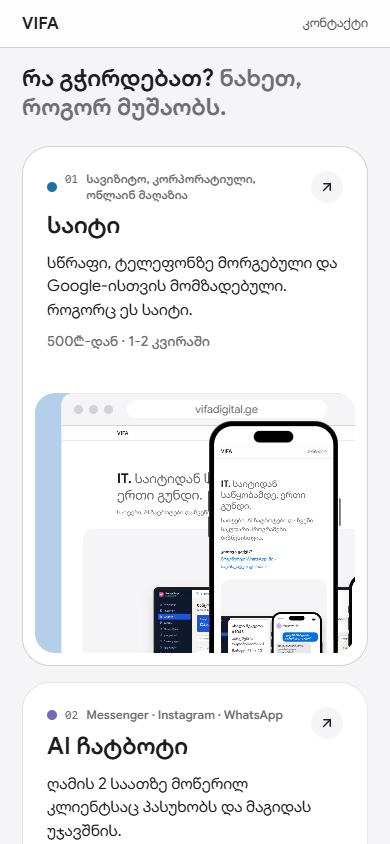 VIFA
კონტაქტი
რა გჭირდებათ? ნახეთ,
როგორ მუშაობს.
01 სავიზიტო, კორპორატიული,
ონლაინ მაღაზია
საიტი
სწრაფი, ტელეფონზე მორგებული და
Google-ისთვის მომზადებული.
როგორც ეს საიტი.
500₾-დან · 1-2 კვირაში
vifadigital.ge
VIFA
IT. საიტიდან
ერთი გუნდი.
VIFA
IT. საიტიდან
საწყობამდე. ერთი
გუნდი.
02 Messenger · Instagram · WhatsApp
AI ჩატბოტი
ღამის 2 საათზე მოწერილ
კლიენტსაც პასუხობს და მაგიდას
უჯავშნის.